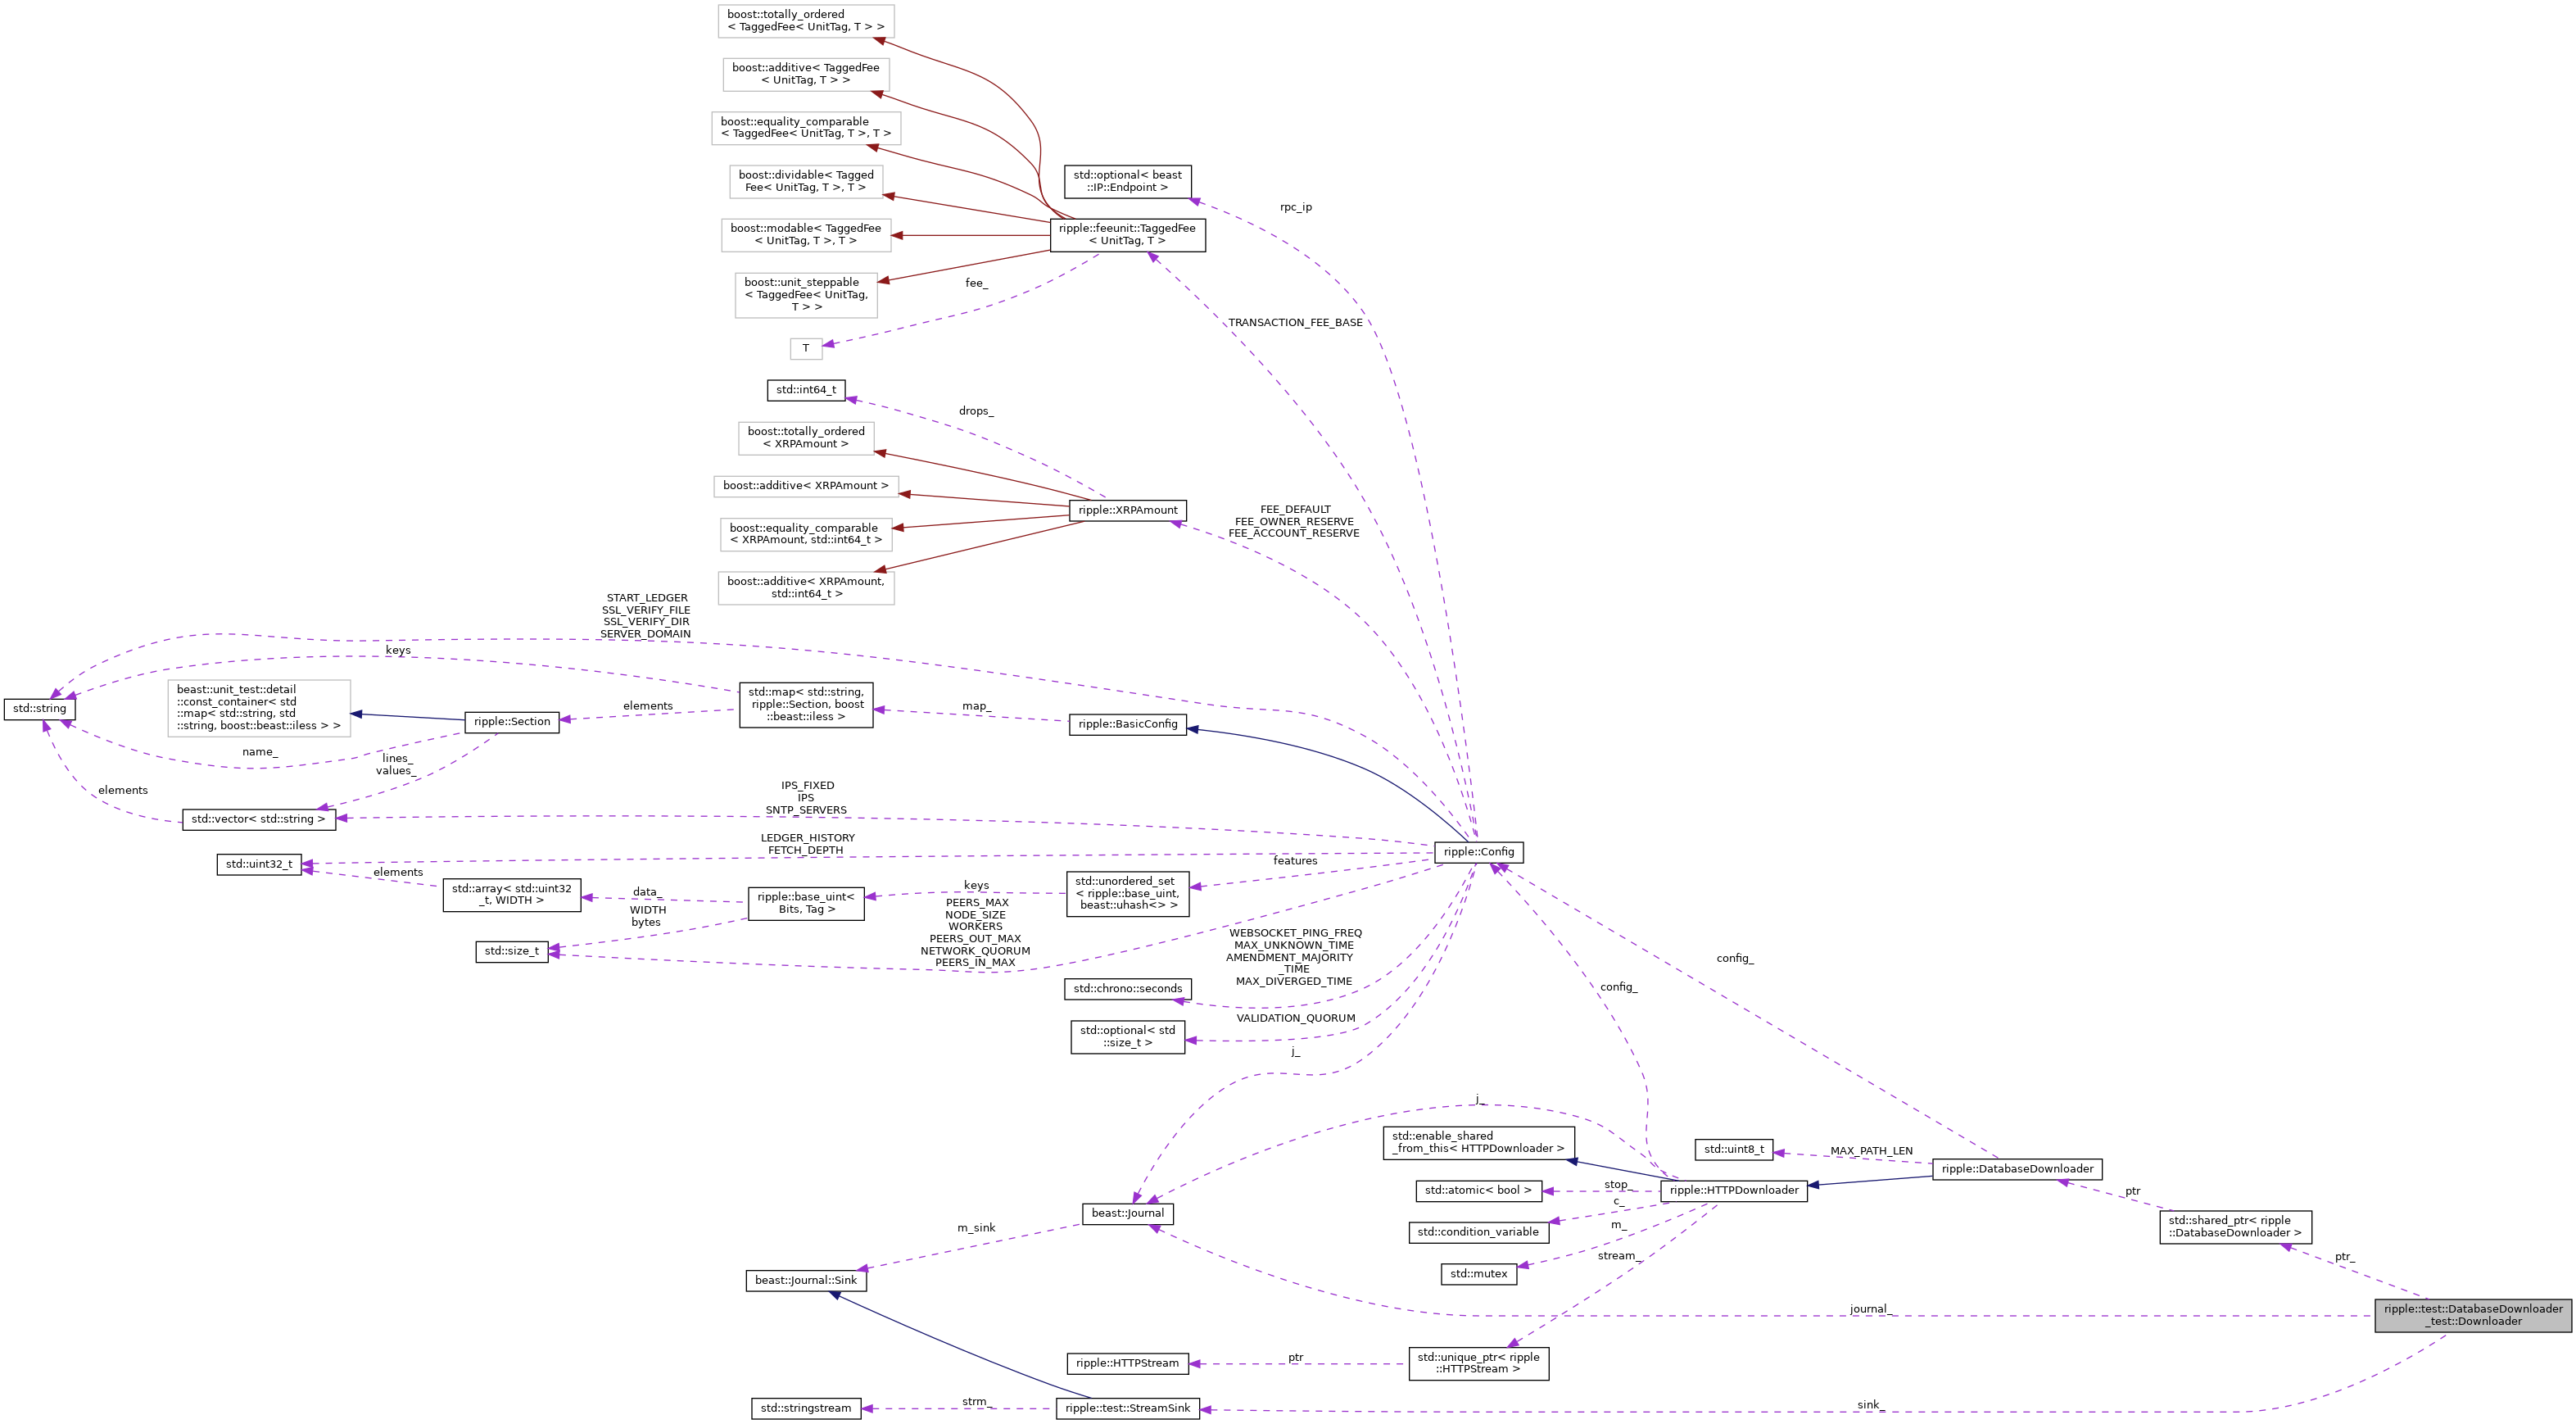 boost::totally_ordered
< TaggedFee< UnitTag, T > >
boost::additive< TaggedFee
< UnitTag, T > >
boost::equality_comparable
< TaggedFee< UnitTag, T >, T >
boost::dividable< Tagged
Fee< UnitTag, T >, T >
std::optional< beast
::IP::Endpoint >
rpc_ip
boost::modable< TaggedFee
< UnitTag, T >, T >
ripple::feeunit::TaggedFee
< UnitTag, T >
boost::unit_steppable
< TaggedFee< UnitTag,
T > >
fee_
TRANSACTION_FEE_BASE
T
std::int64_t
drops_
boost::totally_ordered
< XRPAmount >
boost::additive< XRPAmount >
ripple::XRPAmount
FEE_DEFAULT
FEE_OWNER_RESERVE
FEE_ACCOUNT_RESERVE
boost::equality_comparable
< XRPAmount, std::int64_t >
boost::additive< XRPAmount,
std::int64_t >
START_LEDGER
SSL_VERIFY_FILE
SSL_VERIFY_DIR
SERVER_DOMAIN
keys
std::string
beast::unit_test::detail
::const_container< std
::map< std::string, std
::string, boost::beast::iless > >
ripple::Section
elements
std::map< std::string,
ripple::Section, boost
::beast::iless >
map_
ripple::BasicConfig
name_
lines_
values_
elements
std::vector< std::string >
IPS_FIXED
IPS
SNTP_SERVERS
LEDGER_HISTORY
FETCH_DEPTH
ripple::Config
std::uint32_t
elements
std::array< std::uint32
_t, WIDTH >
data_
WIDTH
bytes
ripple::base_uint<
Bits, Tag >
keys
std::unordered_set
< ripple::base_uint,
beast::uhash<> >
features
std::size_t
PEERS_MAX
NODE_SIZE
WORKERS
PEERS_OUT_MAX
NETWORK_QUORUM
PEERS_IN_MAX
WEBSOCKET_PING_FREQ
MAX_UNKNOWN_TIME
AMENDMENT_MAJORITY
_TIME
MAX_DIVERGED_TIME
std::chrono::seconds
VALIDATION_QUORUM
std::optional< std
::size_t >
j_
config_
config_
j_
std::enable_shared
_from_this< HTTPDownloader >
std::uint8_t
MAX_PATH_LEN
ripple::DatabaseDownloader
std::atomic< bool >
stop_
ripple::HTTPDownloader
ptr
beast::Journal
c_
std::condition_variable
m_
std::shared_ptr< ripple
::DatabaseDownloader >
m_sink
stream_
ptr_
beast::Journal::Sink
std::mutex
journal_
ripple::test::DatabaseDownloader
_test::Downloader
ripple::HTTPStream
ptr
std::unique_ptr< ripple
::HTTPStream >
std::stringstream
strm_
ripple::test::StreamSink
sink_